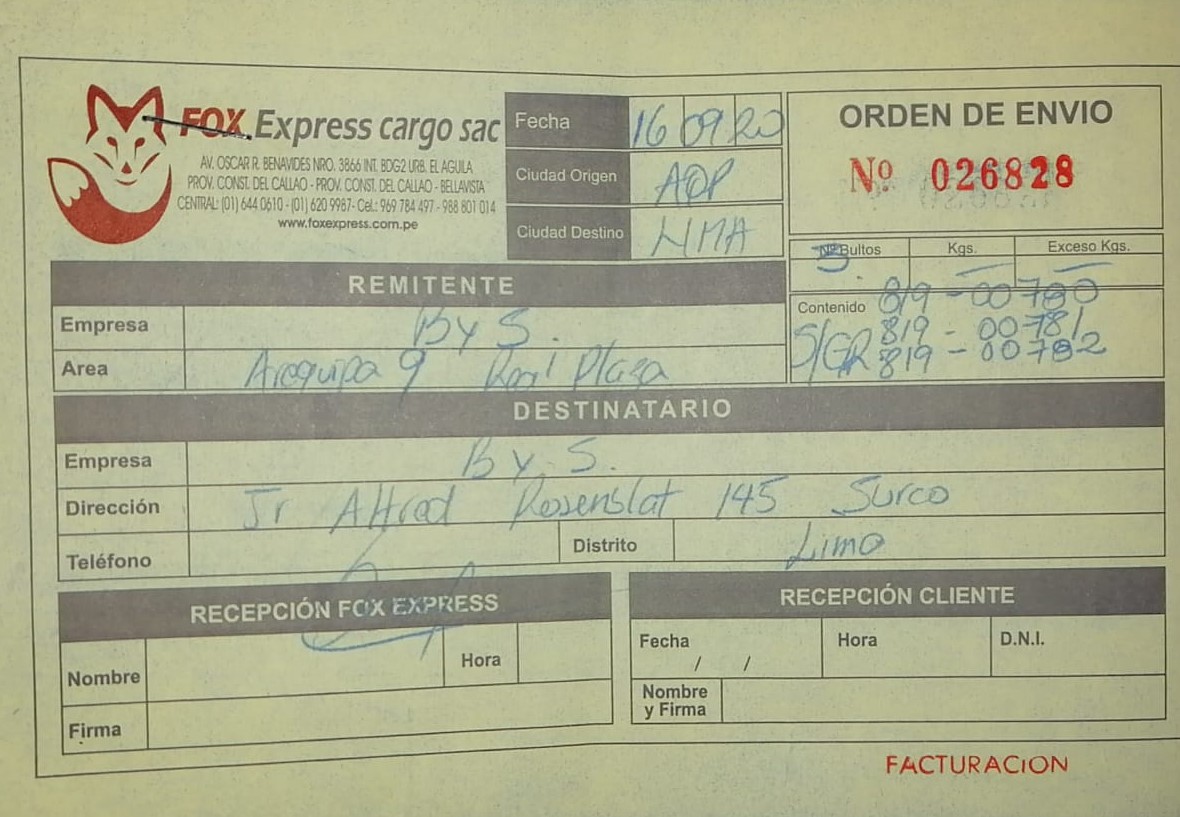 FOX Express cargo sac
AV. OSCAR R. BENAVIDES NRO. 3866 INT. BDG2 URB. EL AGUILA
PROV. CONST. DEL CALLAO - PROV. CONST. DEL CALLAO - BELLAVISTA
CENTRAL: (01) 644 0610 - (01) 620 9987- Cel.: 969 784 497 - 988 801 014
www.foxexpress.com.pe
Fecha 16 09 20
Ciudad Origen AQP
Ciudad Destino LIMA
ORDEN DE ENVIO
Nº 026828
Nº Bultos Kgs. Exceso Kgs.
3
Contenido 819 - 00780
S/GR 819 - 00781
819 - 00782
REMITENTE
Empresa By S.
Area Arequipa 9 Real Plaza
DESTINATARIO
Empresa By S.
Dirección Jr Alfred Rosenblat 145 Surco
Teléfono Distrito Lima
RECEPCIÓN FOX EXPRESS
Nombre Hora
Firma
RECEPCIÓN CLIENTE
Fecha / / Hora D.N.I.
Nombre
y Firma
FACTURACION